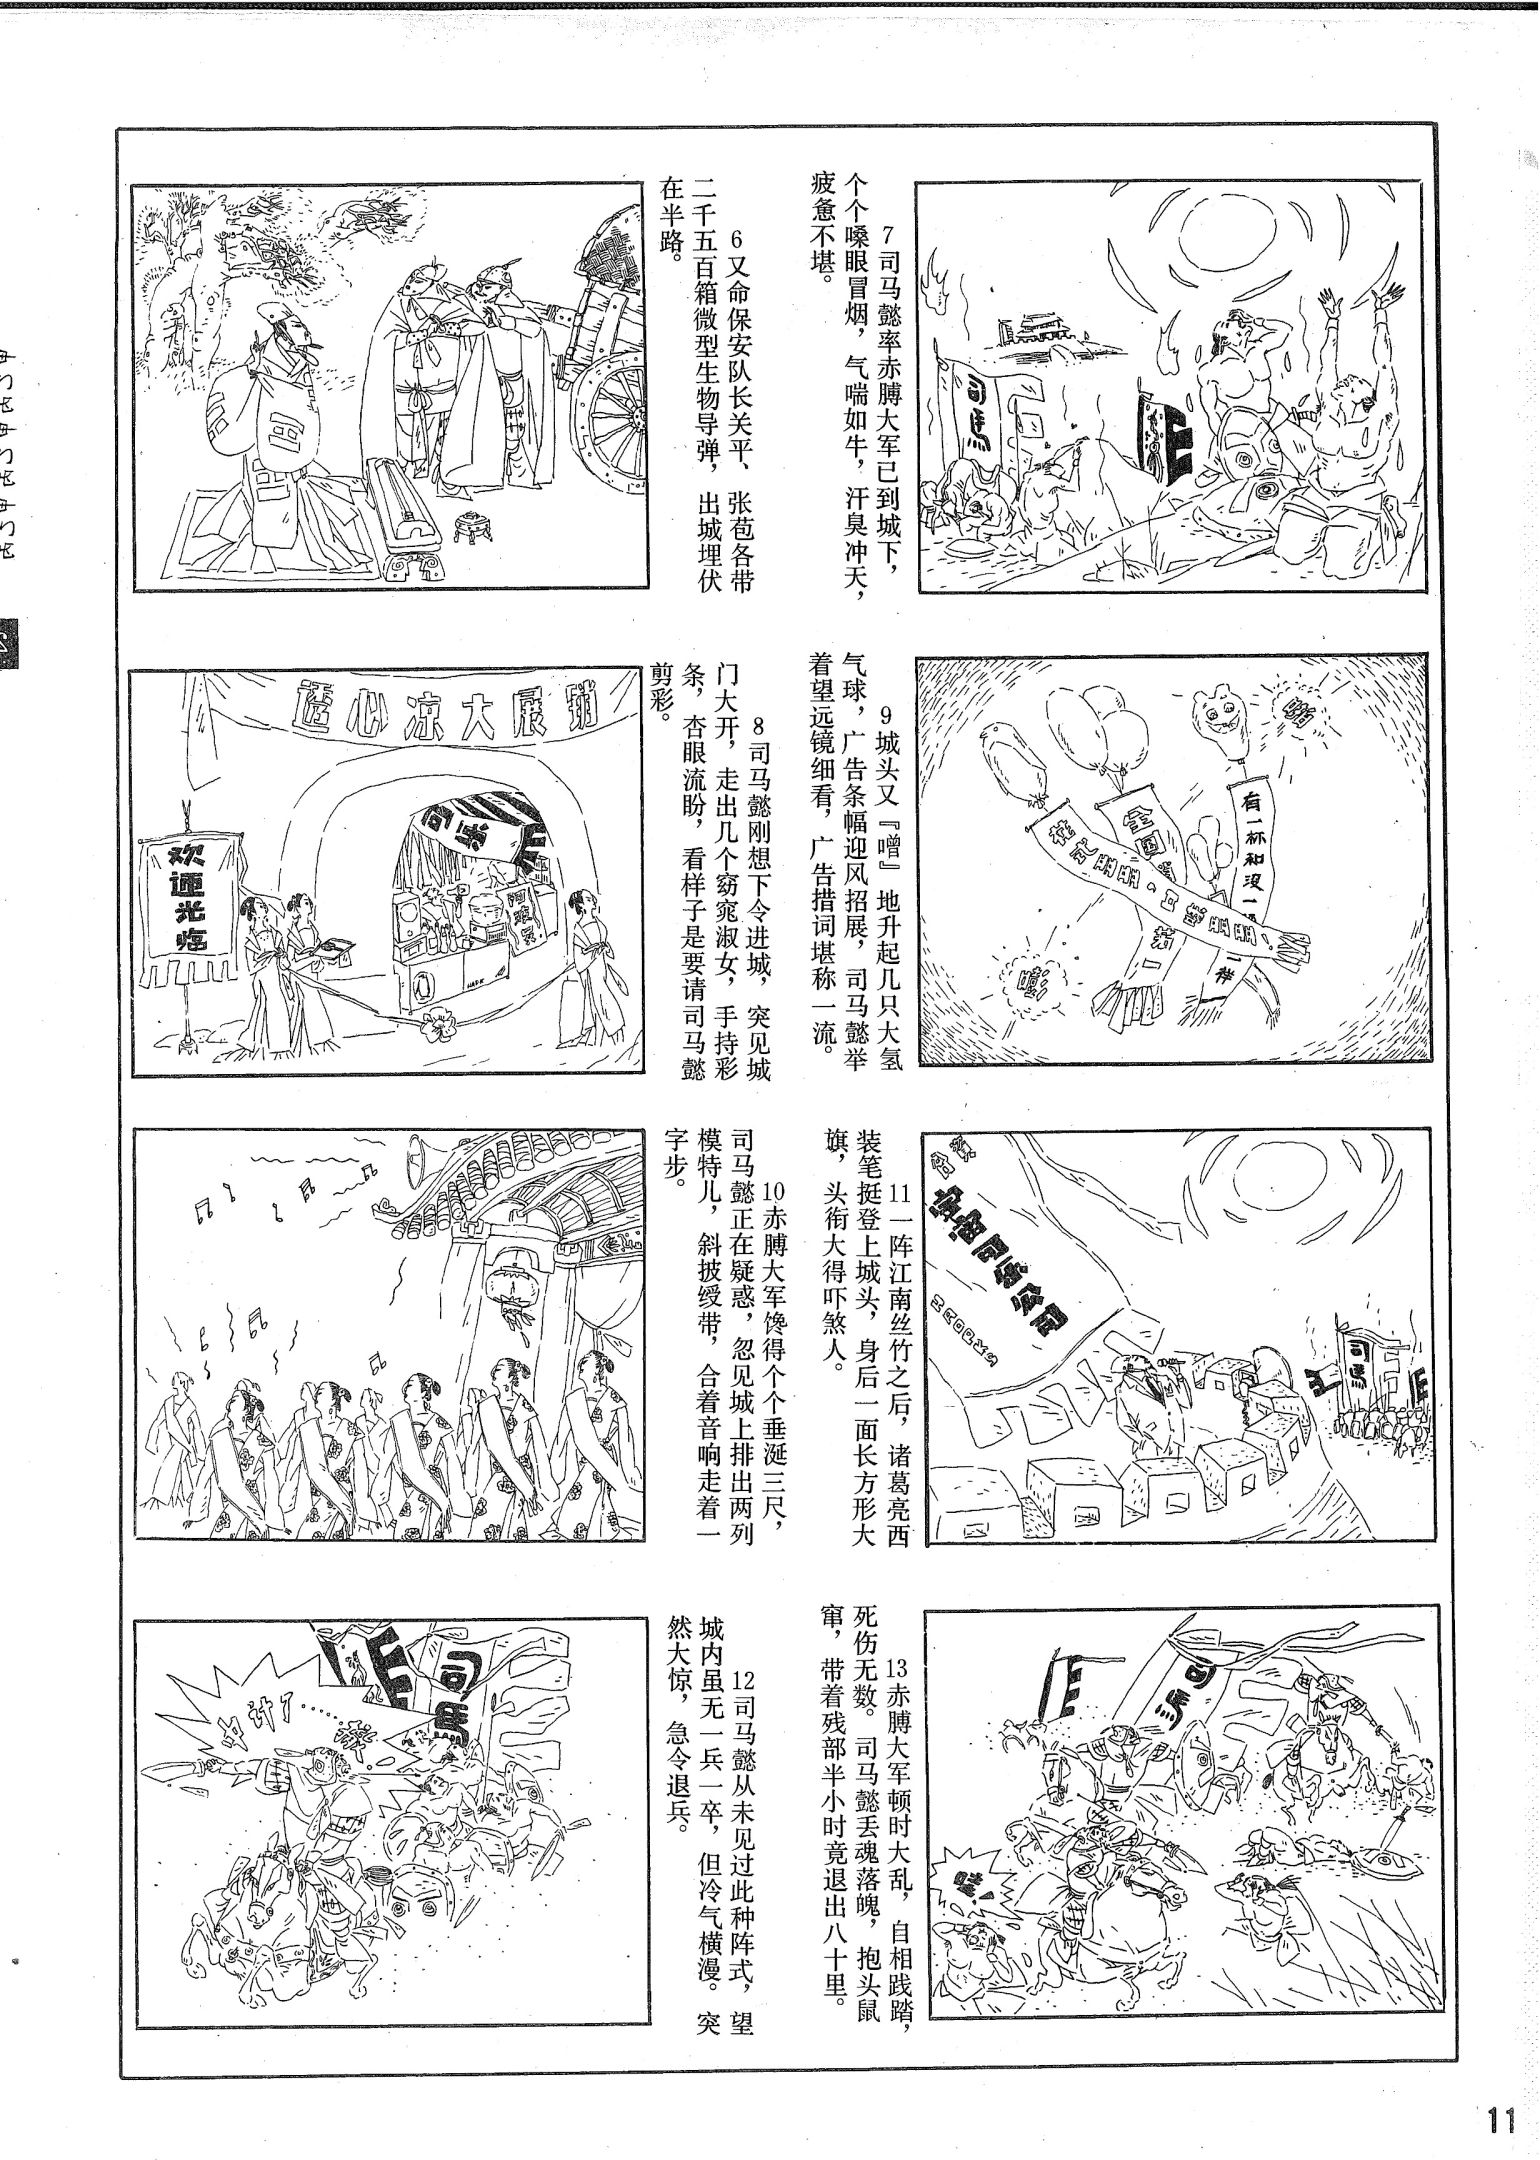 6又命保安队长关平、张苞各带
二千五百箱微型生物导弹，出城埋伏
在半路。
7司马懿率赤膊大军已到城下，
个个嗓眼冒烟，气喘如牛，汗臭冲天，
疲惫不堪。
司馬
8司马懿刚想下令进城，突见城
门大开，走出几个窈窕淑女，手持彩
条，杏眼流盼，看样子是要请司马懿
剪彩。
透心凉大展销
欢迎光临
9城头又『噌』地升起几只大氢
气球，广告条幅迎风招展，司马懿举
着望远镜细看，广告措词堪称一流。
有一杯和没一
一样
全国
第一
10赤膊大军馋得个个垂涎三尺，
司马懿正在疑惑，忽见城上排出两列
模特儿，斜披绶带，合着音响走着一
字步。
11一阵江南丝竹之后，诸葛亮西
装笔挺登上城头，身后一面长方形大
旗，头衔大得吓煞人。
司馬
12司马懿从未见过此种阵式，望
城内虽无一兵一卒，但冷气横漫。突
然大惊，急令退兵。
中计了……
司馬
13赤膊大军顿时大乱，自相践踏，
死伤无数。司马懿丢魂落魄，抱头鼠
窜，带着残部半小时竟退出八十里。
司馬
11